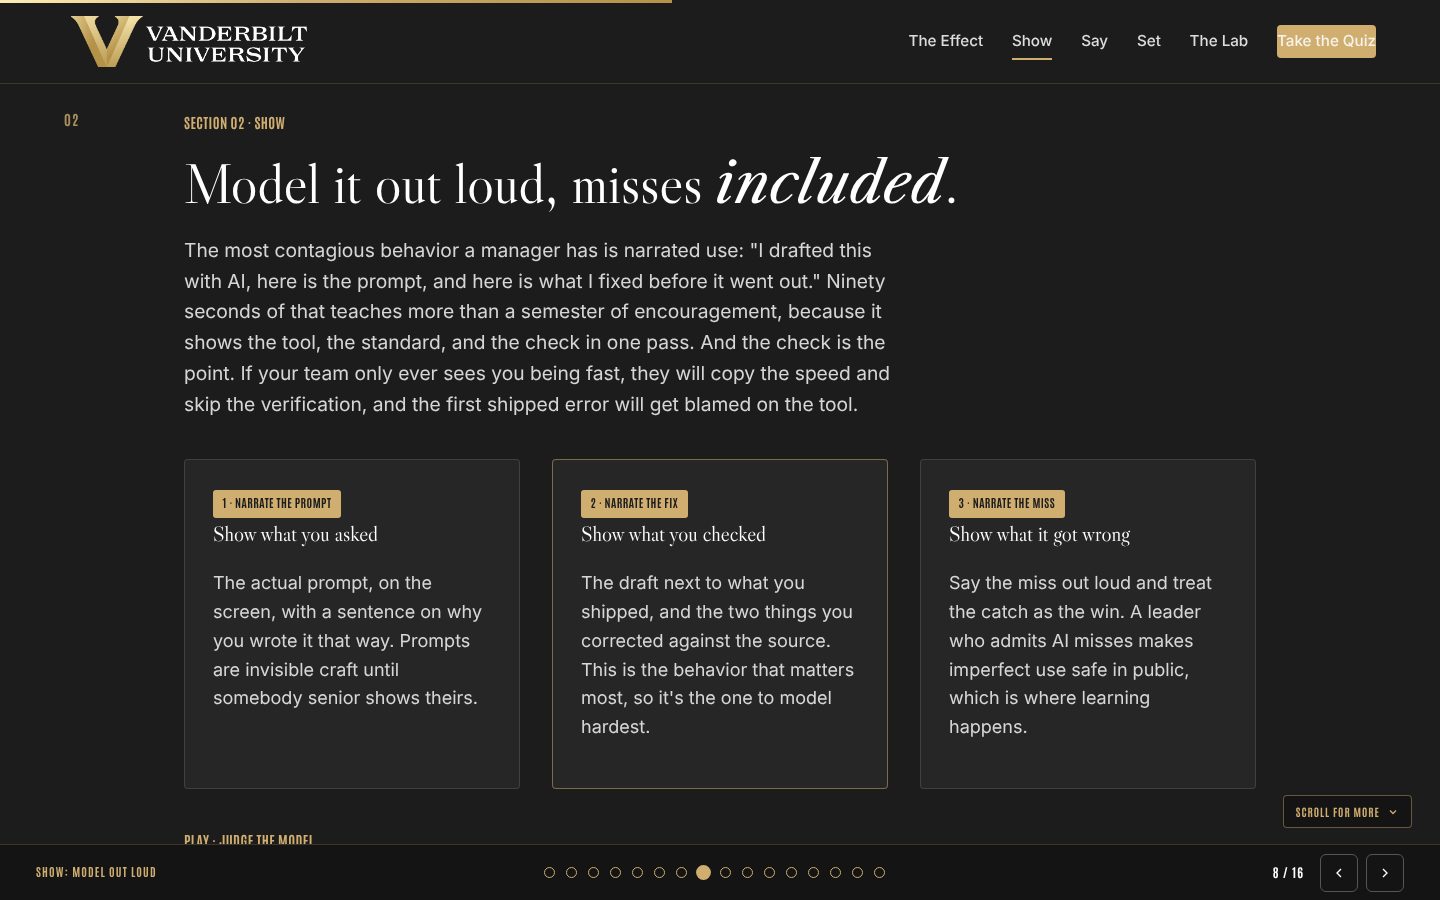 VANDERBILT
UNIVERSITY
The Effect
Show
Say
Set
The Lab
Take the Quiz
02
SECTION 02 · SHOW
Model it out loud, misses included.
The most contagious behavior a manager has is narrated use: "I drafted this
with AI, here is the prompt, and here is what I fixed before it went out." Ninety
seconds of that teaches more than a semester of encouragement, because it
shows the tool, the standard, and the check in one pass. And the check is the
point. If your team only ever sees you being fast, they will copy the speed and
skip the verification, and the first shipped error will get blamed on the tool.
1 · NARRATE THE PROMPT
Show what you asked
The actual prompt, on the
screen, with a sentence on why
you wrote it that way. Prompts
are invisible craft until
somebody senior shows theirs.
2 · NARRATE THE FIX
Show what you checked
The draft next to what you
shipped, and the two things you
corrected against the source.
This is the behavior that matters
most, so it's the one to model
hardest.
3 · NARRATE THE MISS
Show what it got wrong
Say the miss out loud and treat
the catch as the win. A leader
who admits AI misses makes
imperfect use safe in public,
which is where learning
happens.
SCROLL FOR MORE
PLAY · JUDGE THE MODEL
SHOW: MODEL OUT LOUD
8 / 16